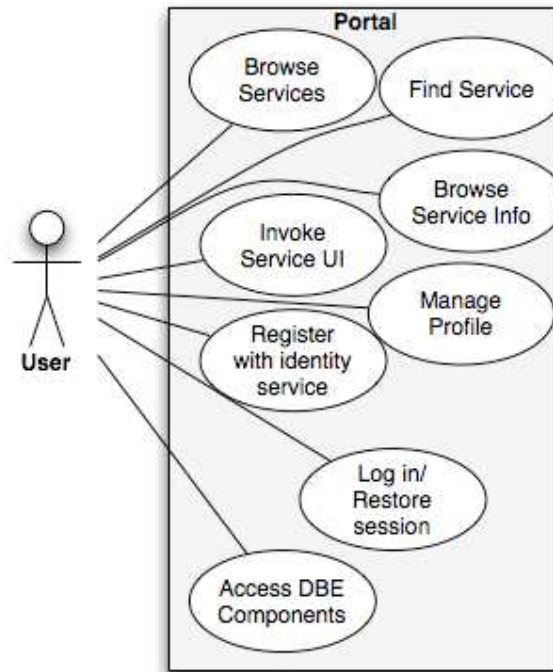 Portal
Browse
Services
Find Service
Browse
Service Info
Invoke
Service UI
Manage
Profile
Register
with identity
service
User
Log in/
Restore
session
Access DBE
Components